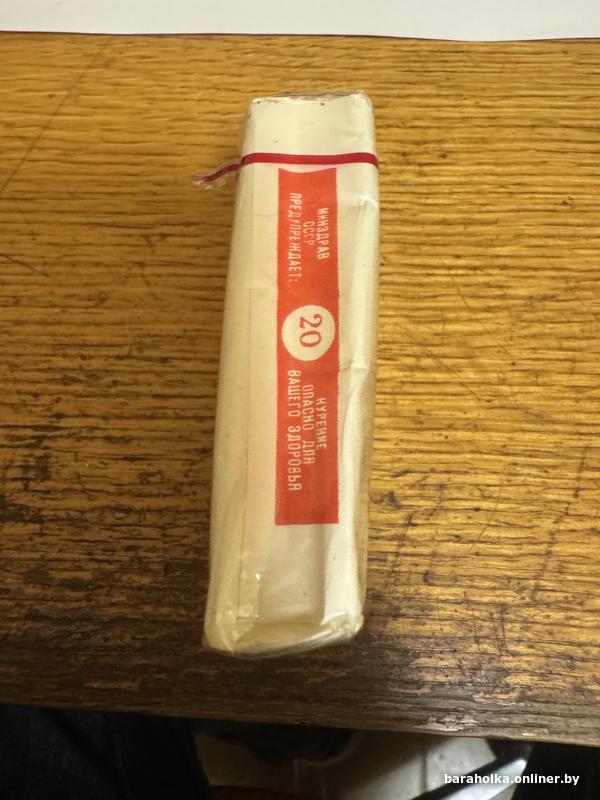 МИНЗДРАВ
СССР
ПРЕДУПРЕЖДАЕТ:
20
КУРЕНИЕ
ОПАСНО ДЛЯ
ВАШЕГО ЗДОРОВЬЯ
baraholka.onliner.by